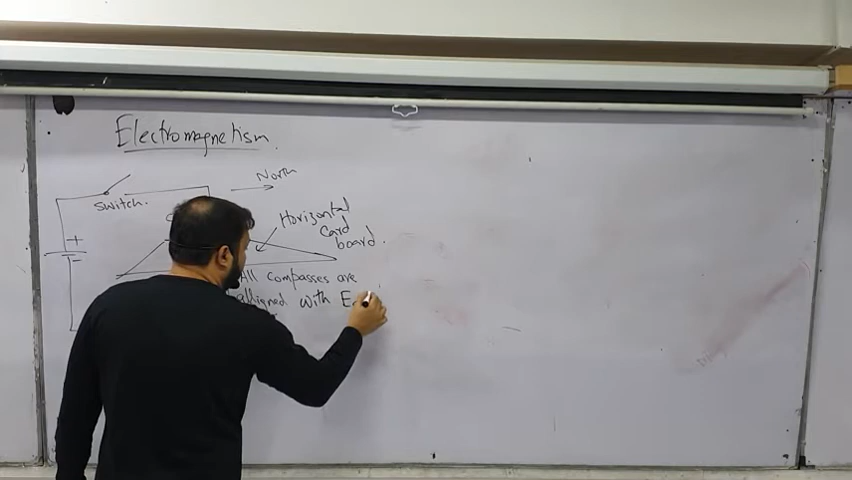 Electromagnetism.
North
Switch.
Horizontal
Card
board.
+
-
All compasses are
alligned with E